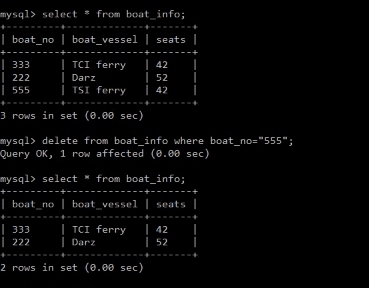 mysql> select * from boat_info;
+---------+-------------+-------+
| boat_no | boat_vessel | seats |
+---------+-------------+-------+
| 333     | TCI ferry   | 42    |
| 222     | Darz        | 52    |
| 555     | TSI ferry   | 42    |
+---------+-------------+-------+
3 rows in set (0.00 sec)
mysql> delete from boat_info where boat_no="555";
Query OK, 1 row affected (0.00 sec)
mysql> select * from boat_info;
+---------+-------------+-------+
| boat_no | boat_vessel | seats |
+---------+-------------+-------+
| 333     | TCI ferry   | 42    |
| 222     | Darz        | 52    |
+---------+-------------+-------+
2 rows in set (0.00 sec)